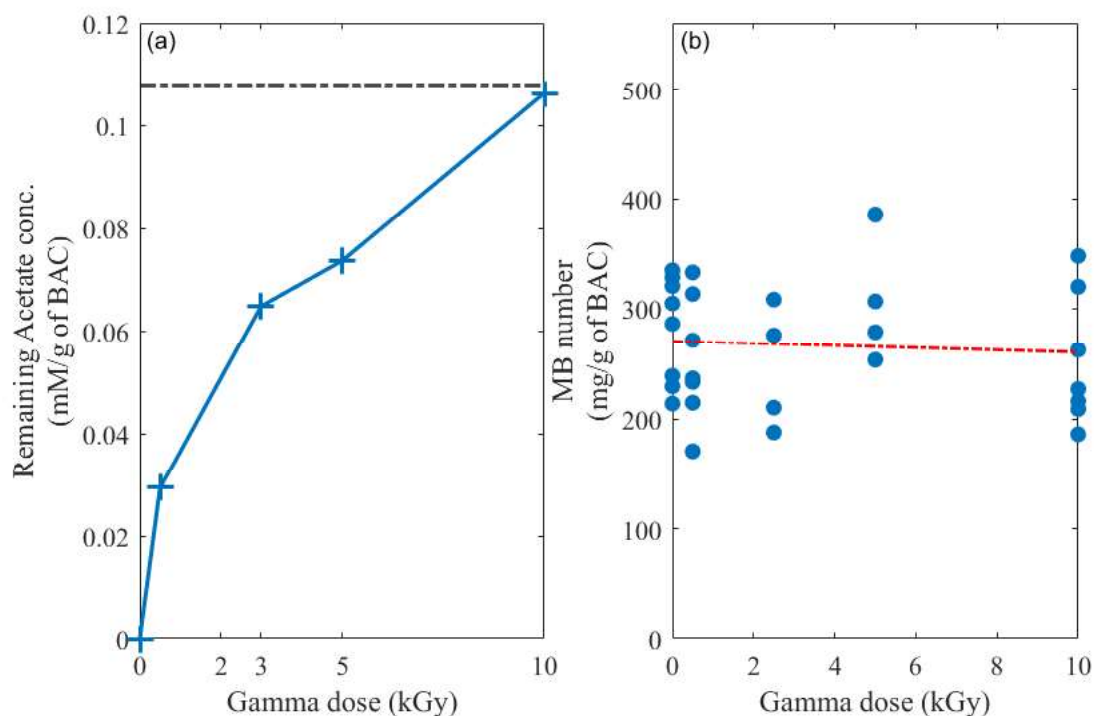 (a)
0.12
0.1
0.08
0.06
0.04
0.02
0
Remaining Acetate conc.
(mM/g of BAC)
0 2 3 5 10
Gamma dose (kGy)
(b)
500
400
300
200
100
0
MB number
(mg/g of BAC)
0 2 4 6 8 10
Gamma dose (kGy)